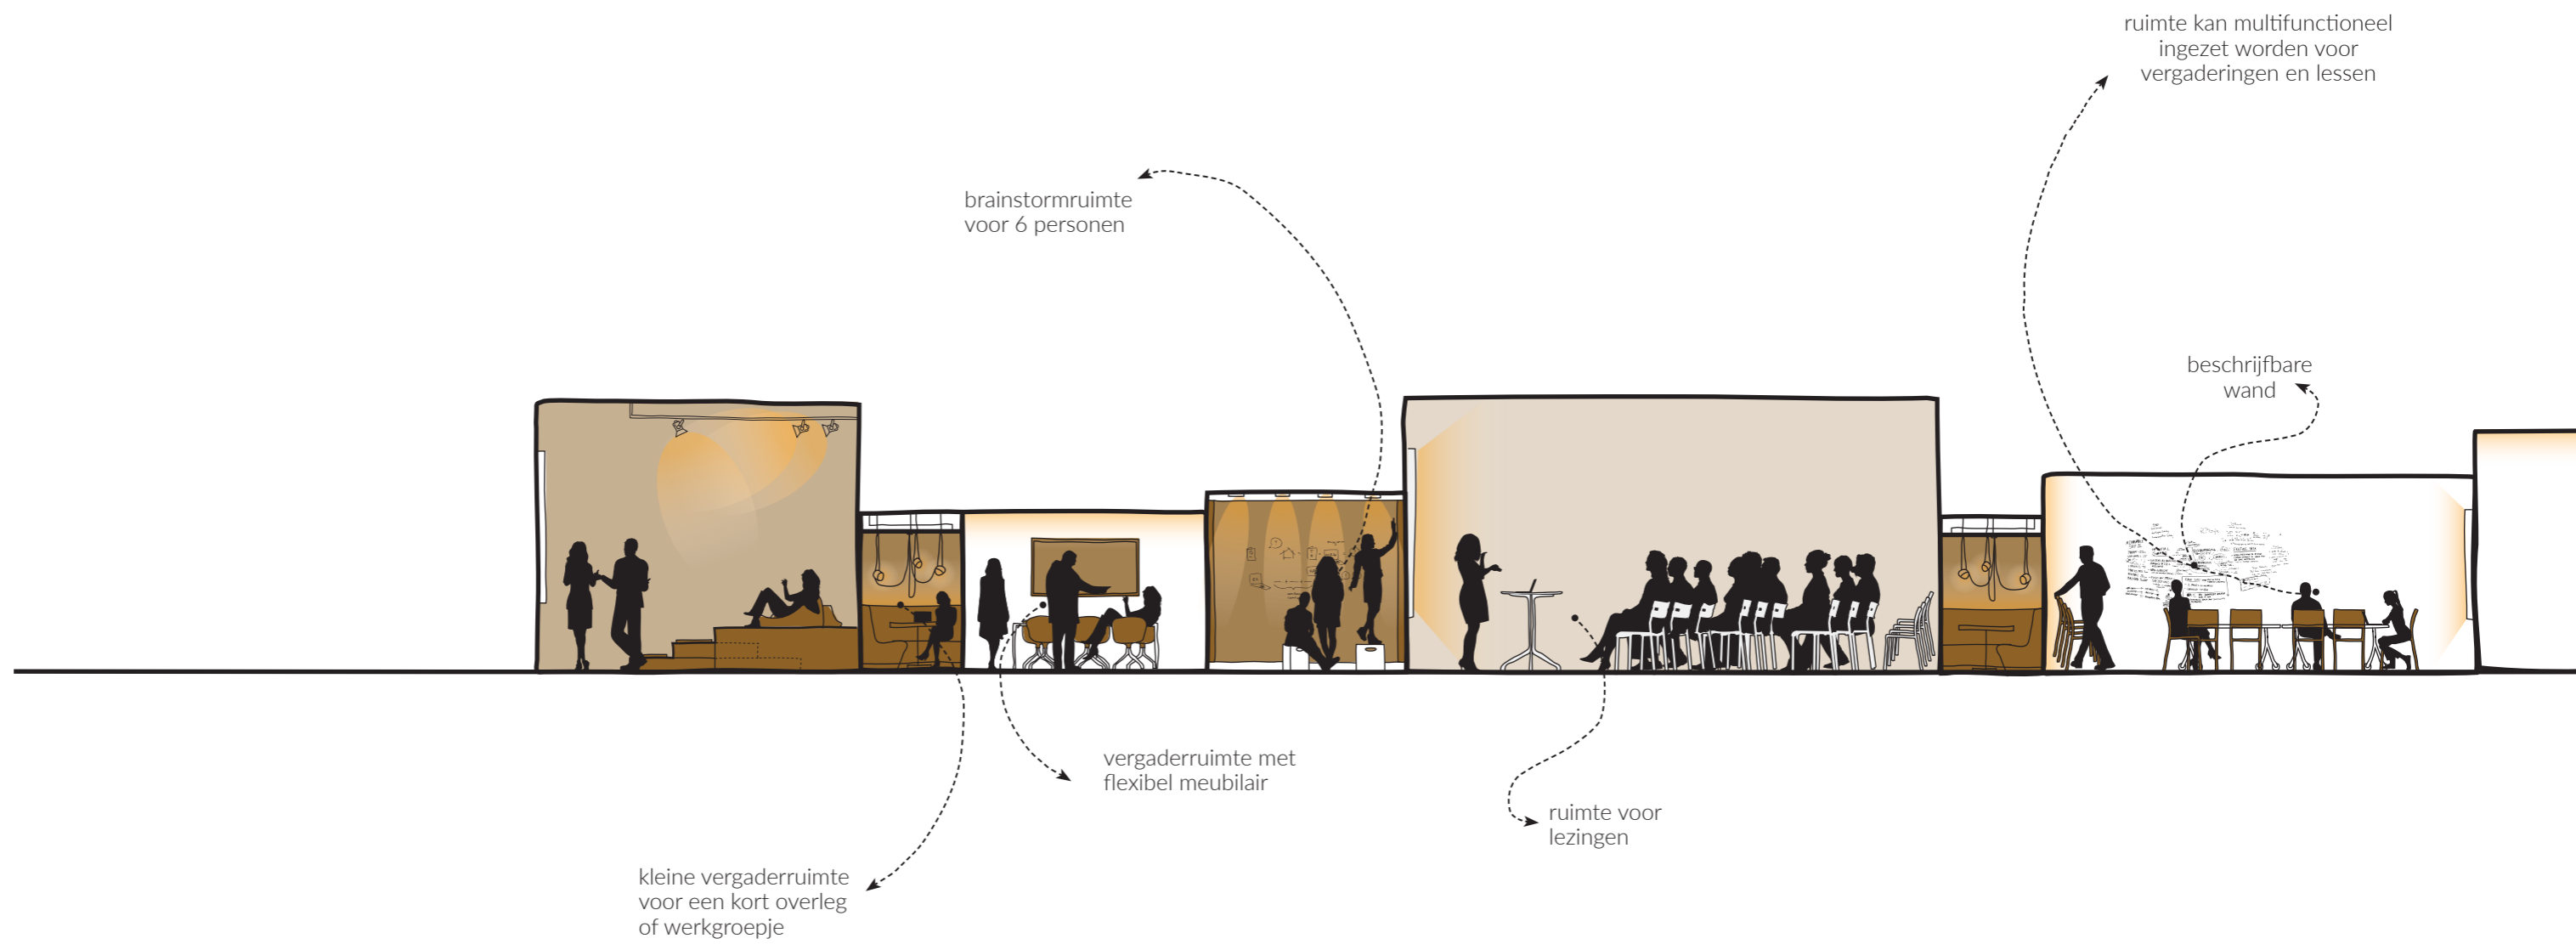 ruimte kan multifunctioneel
ingezet worden voor
vergaderingen en lessen
brainstormruimte
voor 6 personen
beschrijfbare
wand
vergaderruimte met
flexibel meubilair
ruimte voor
lezingen
kleine vergaderruimte
voor een kort overleg
of werkgroepje